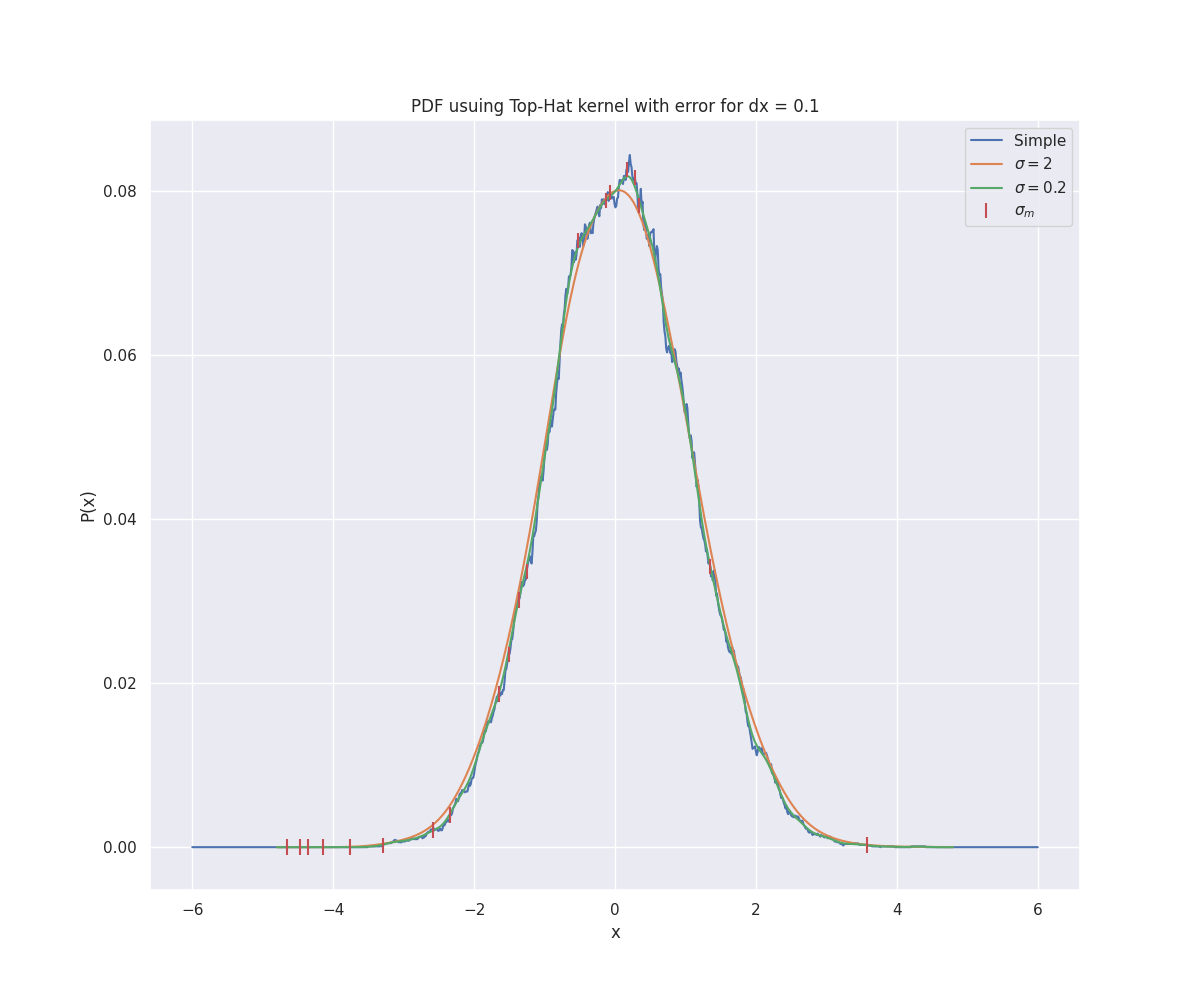 PDF usuing Top-Hat kernel with error for dx = 0.1
Simple
σ = 2
σ = 0.2
σm
P(x)
0.08
0.06
0.04
0.02
0.00
−6 −4 −2 0 2 4 6
x